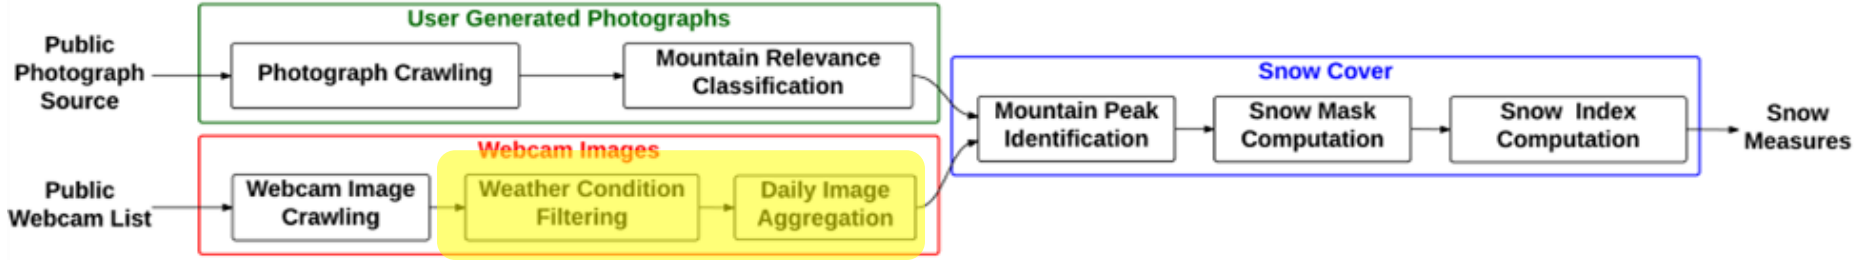 User Generated Photographs
Public
Photograph
Source
Photograph Crawling
Mountain Relevance
Classification
Webcam Images
Public
Webcam List
Webcam Image
Crawling
Weather Condition
Filtering
Daily Image
Aggregation
Snow Cover
Mountain Peak
Identification
Snow Mask
Computation
Snow Index
Computation
Snow
Measures